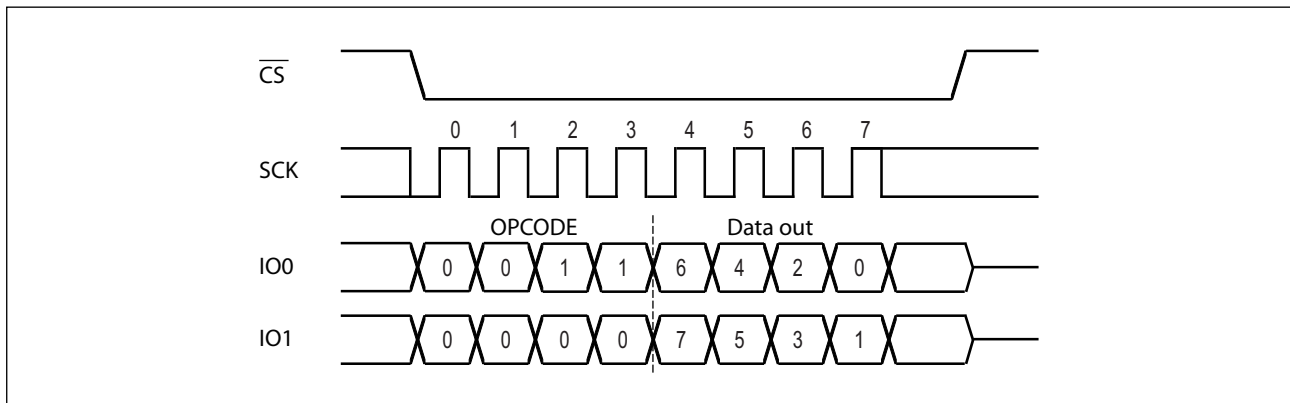 CS
0 1 2 3 4 5 6 7
SCK
OPCODE Data out
IO0 0 0 1 1 6 4 2 0
IO1 0 0 0 0 7 5 3 1